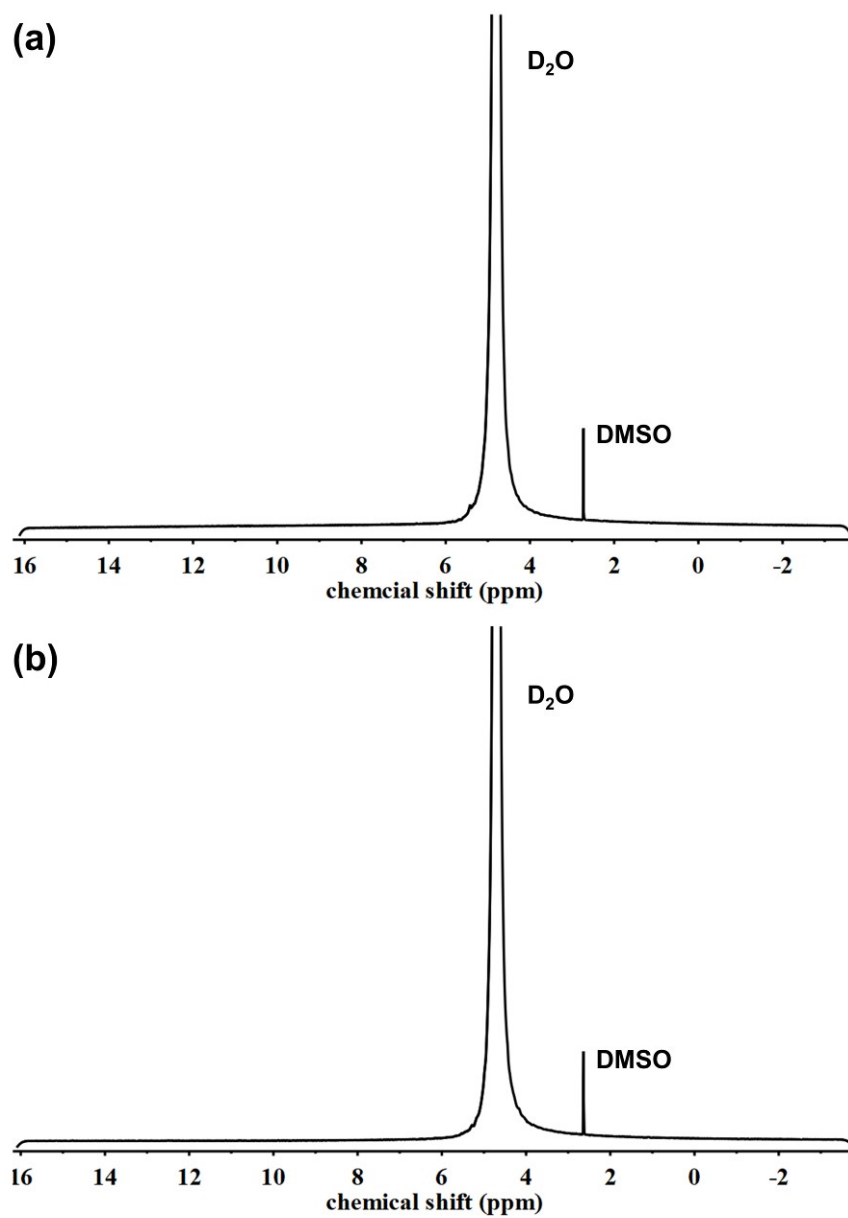 (a)
D₂O
DMSO
16 14 12 10 8 6 4 2 0 -2
chemcial shift (ppm)
(b)
D₂O
DMSO
16 14 12 10 8 6 4 2 0 -2
chemical shift (ppm)